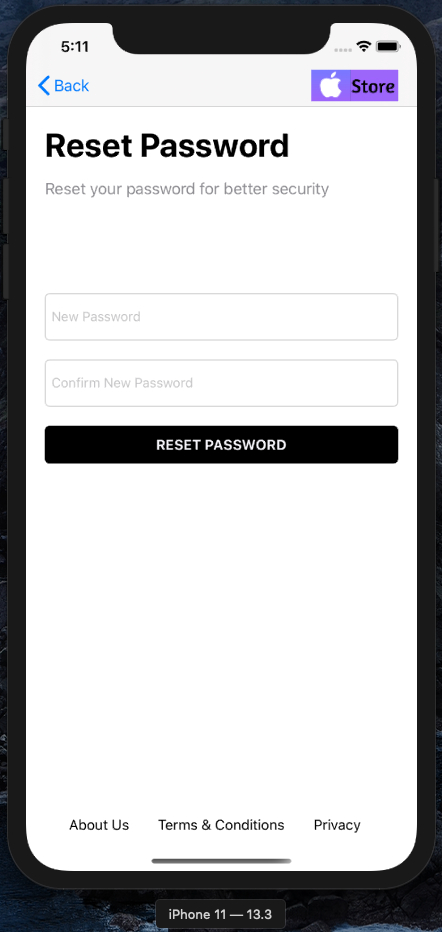 5:11
Back
Store
Reset Password
Reset your password for better security
New Password
Confirm New Password
RESET PASSWORD
About Us Terms & Conditions Privacy
iPhone 11 — 13.3